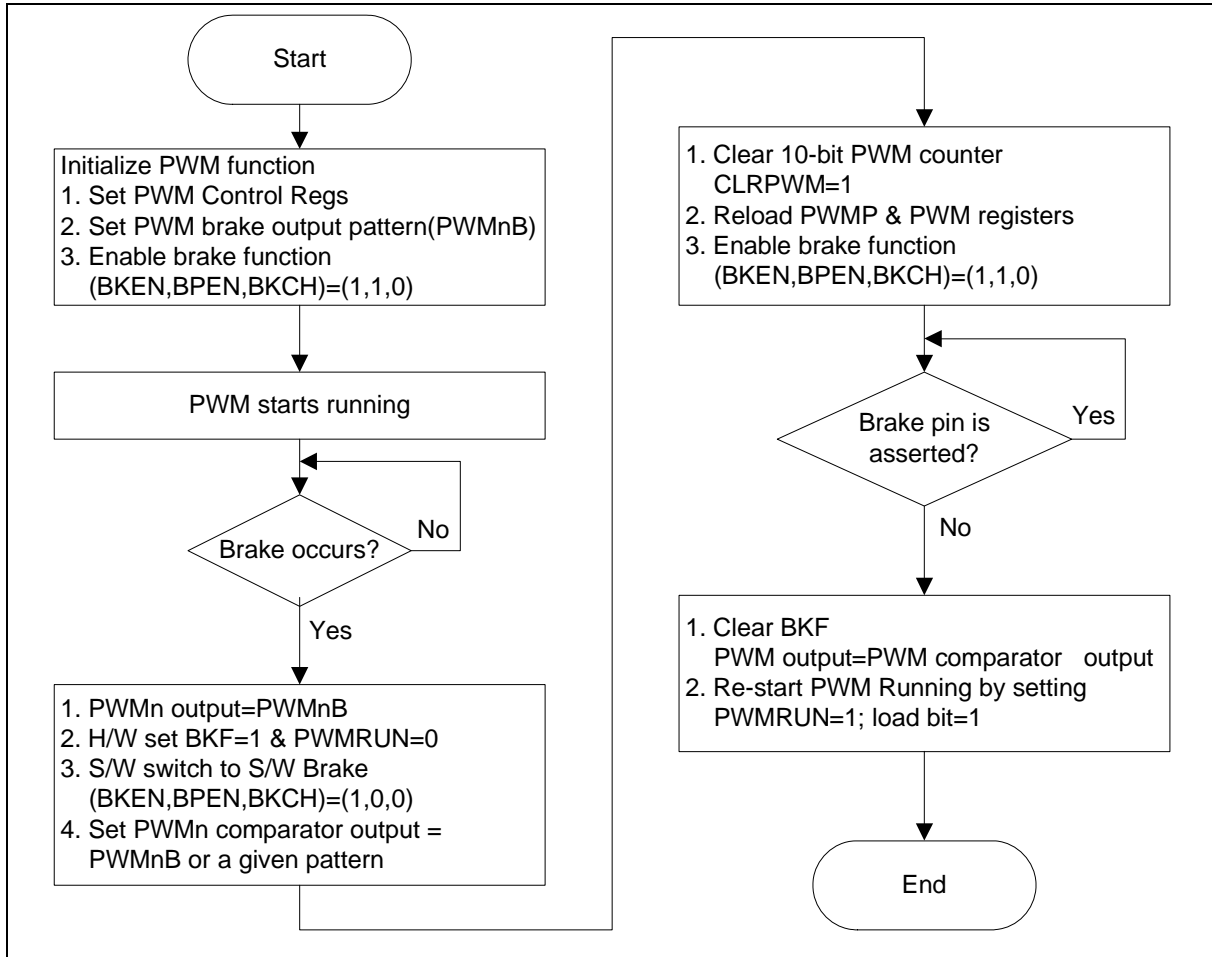 Start
Initialize PWM function
1. Set PWM Control Regs
2. Set PWM brake output pattern(PWMnB)
3. Enable brake function
(BKEN,BPEN,BKCH)=(1,1,0)
PWM starts running
Brake occurs?
No
Yes
1. PWMn output=PWMnB
2. H/W set BKF=1 & PWMRUN=0
3. S/W switch to S/W Brake
(BKEN,BPEN,BKCH)=(1,0,0)
4. Set PWMn comparator output =
PWMnB or a given pattern
1. Clear 10-bit PWM counter
CLRPWM=1
2. Reload PWMP & PWM registers
3. Enable brake function
(BKEN,BPEN,BKCH)=(1,1,0)
Brake pin is
asserted?
Yes
No
1. Clear BKF
PWM output=PWM comparator output
2. Re-start PWM Running by setting
PWMRUN=1; load bit=1
End